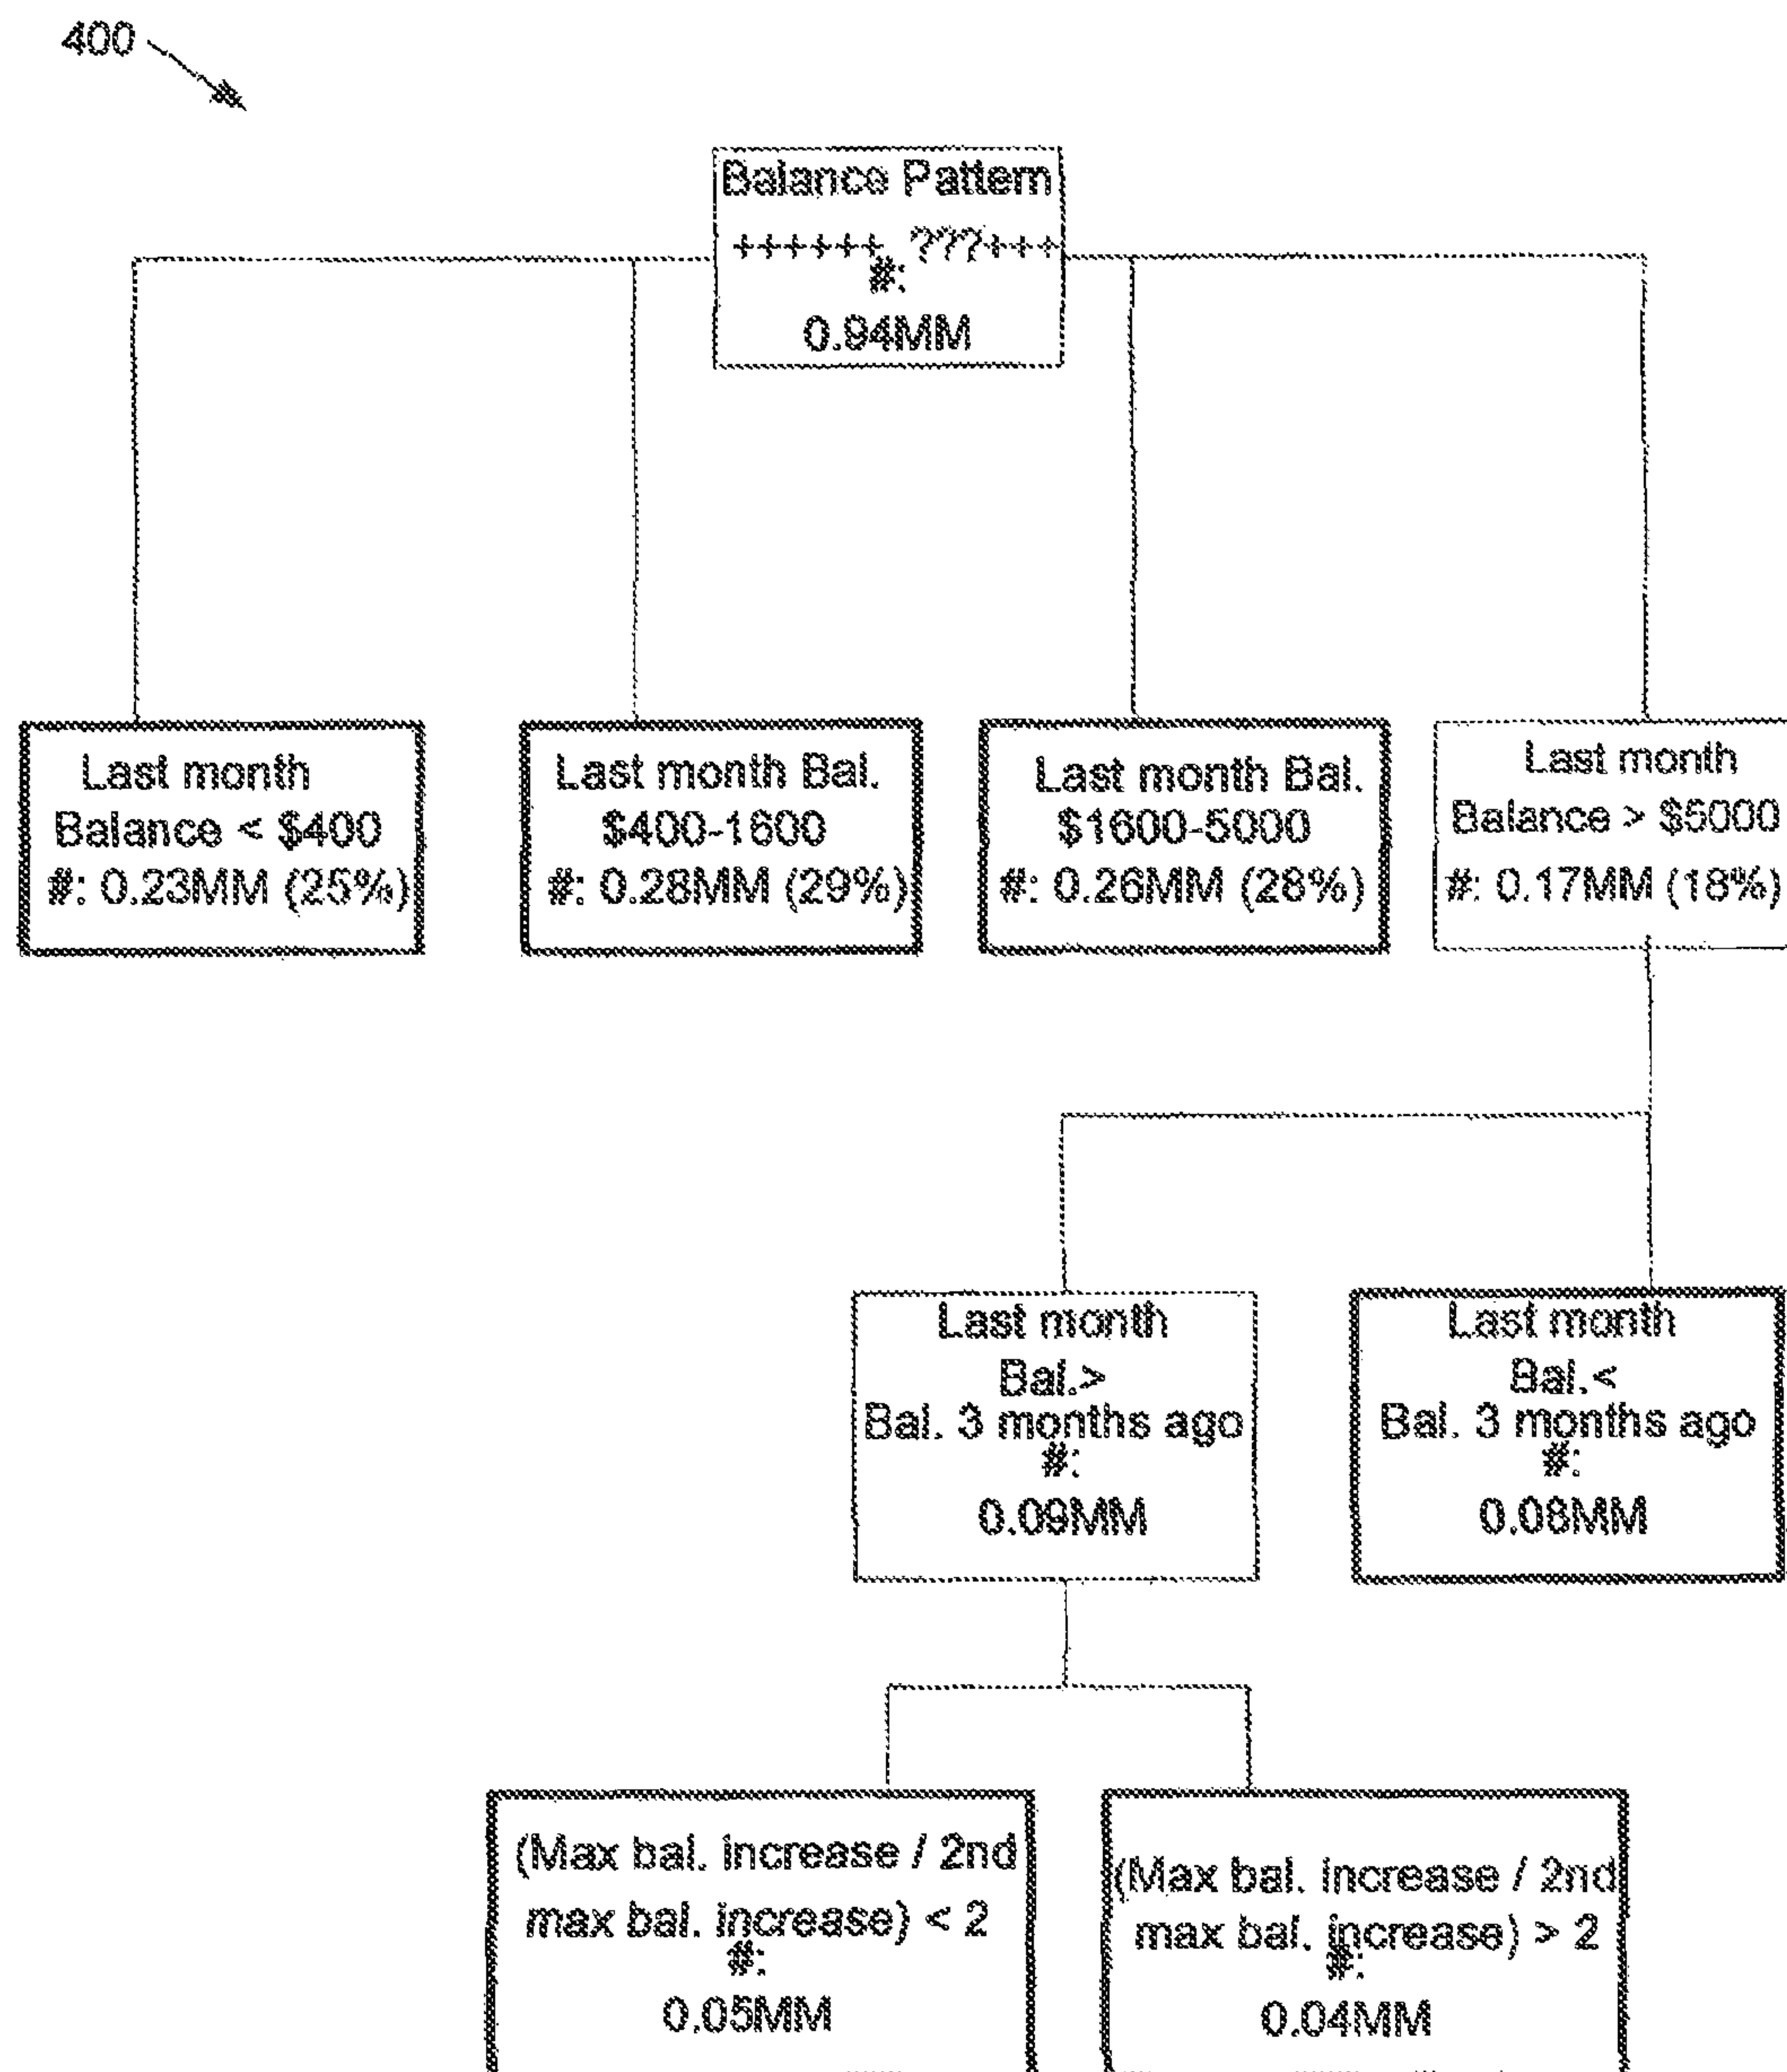 400
Balance Pattern
++++++ ???+++
#:
0.94MM
Last month
Balance < $400
#: 0.23MM (25%)
Last month Bal.
$400-1600
#: 0.28MM (29%)
Last month Bal.
$1600-5000
#: 0.26MM (28%)
Last month
Balance > $5000
#: 0.17MM (18%)
Last month
Bal.>
Bal. 3 months ago
#:
0.09MM
Last month
Bal.<
Bal. 3 months ago
#:
0.08MM
(Max bal. increase / 2nd
max bal. increase) < 2
#:
0.05MM
(Max bal. increase / 2nd
max bal. increase) > 2
#:
0.04MM